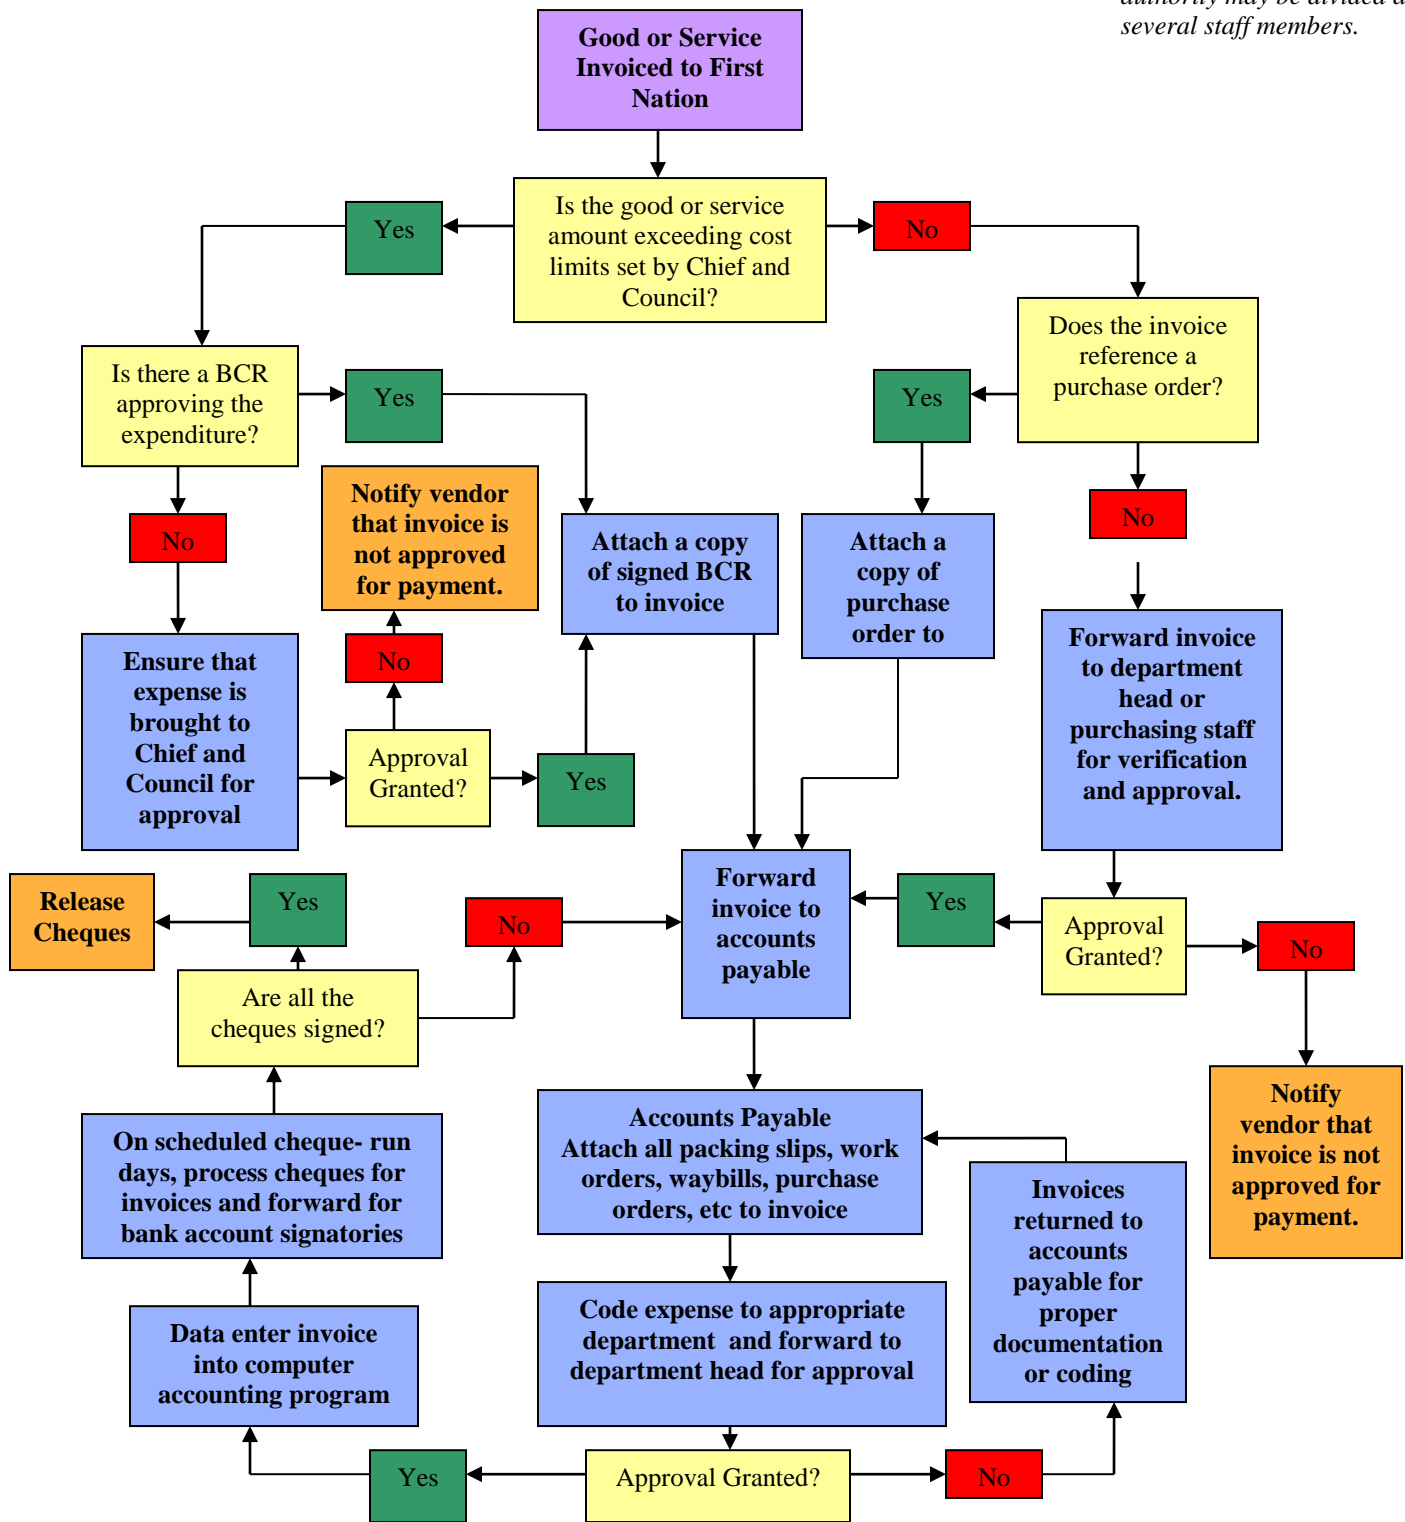 authority may be divided a
several staff members.
Good or Service
Invoiced to First
Nation
Is the good or service
amount exceeding cost
limits set by Chief and
Council?
Yes
No
Does the invoice
reference a
purchase order?
Is there a BCR
approving the
expenditure?
Yes
Yes
No
Notify vendor
that invoice is
not approved
for payment.
Attach a copy
of signed BCR
to invoice
Attach a
copy of
purchase
order to
No
Ensure that
expense is
brought to
Chief and
Council for
approval
No
Approval
Granted?
Yes
Forward invoice
to department
head or
purchasing staff
for verification
and approval.
Release
Cheques
Yes
No
Forward
invoice to
accounts
payable
Yes
Approval
Granted?
No
Are all the
cheques signed?
Notify
vendor that
invoice is not
approved for
payment.
On scheduled cheque- run
days, process cheques for
invoices and forward for
bank account signatories
Accounts Payable
Attach all packing slips, work
orders, waybills, purchase
orders, etc to invoice
Invoices
returned to
accounts
payable for
proper
documentation
or coding
Data enter invoice
into computer
accounting program
Code expense to appropriate
department  and forward to
department head for approval
Yes
Approval Granted?
No